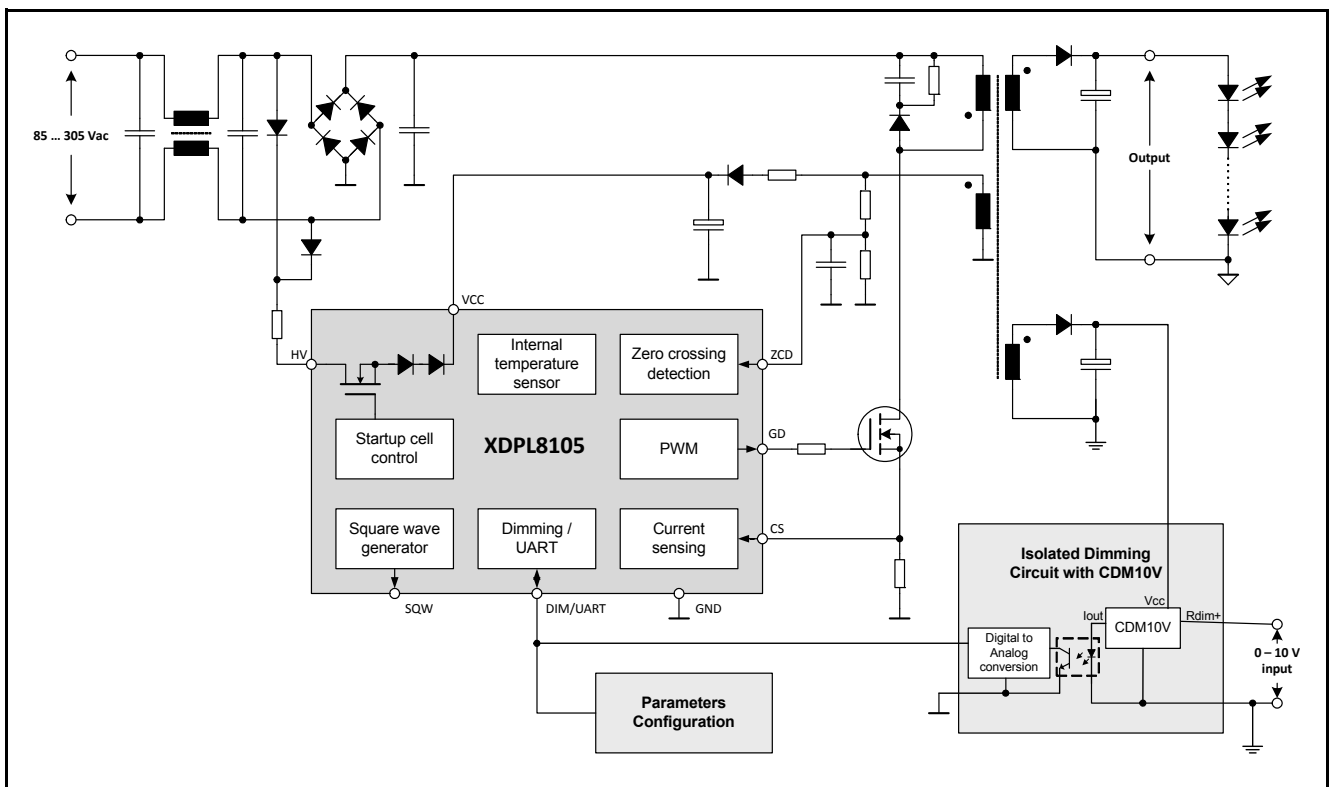 85 ... 305 Vac
Output
VCC
HV
Internal
temperature
sensor
Zero crossing
detection
ZCD
Startup cell
control
XDPL8105
PWM
GD
Square wave
generator
Dimming /
UART
Current
sensing
CS
SQW
DIM/UART
GND
Isolated Dimming
Circuit with CDM10V
Vcc
Iout
CDM10V
Rdim+
Digital to
Analog
conversion
0 – 10 V
input
Parameters
Configuration